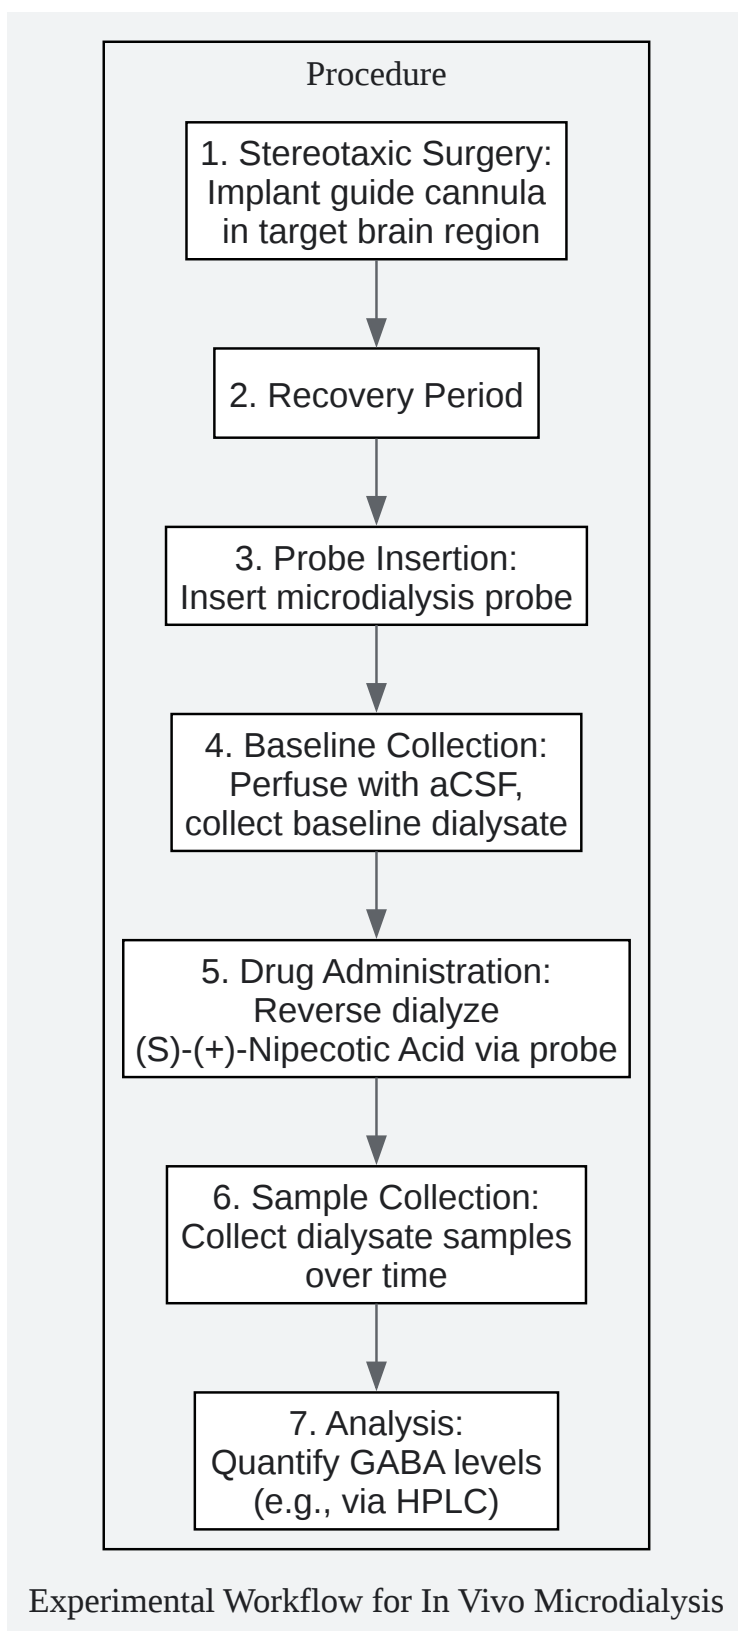 Procedure
1. Stereotaxic Surgery:
Implant guide cannula
in target brain region
2. Recovery Period
3. Probe Insertion:
Insert microdialysis probe
4. Baseline Collection:
Perfuse with aCSF,
collect baseline dialysate
5. Drug Administration:
Reverse dialyze
(S)-(+)-Nipecotic Acid via probe
6. Sample Collection:
Collect dialysate samples
over time
7. Analysis:
Quantify GABA levels
(e.g., via HPLC)
Experimental Workflow for In Vivo Microdialysis